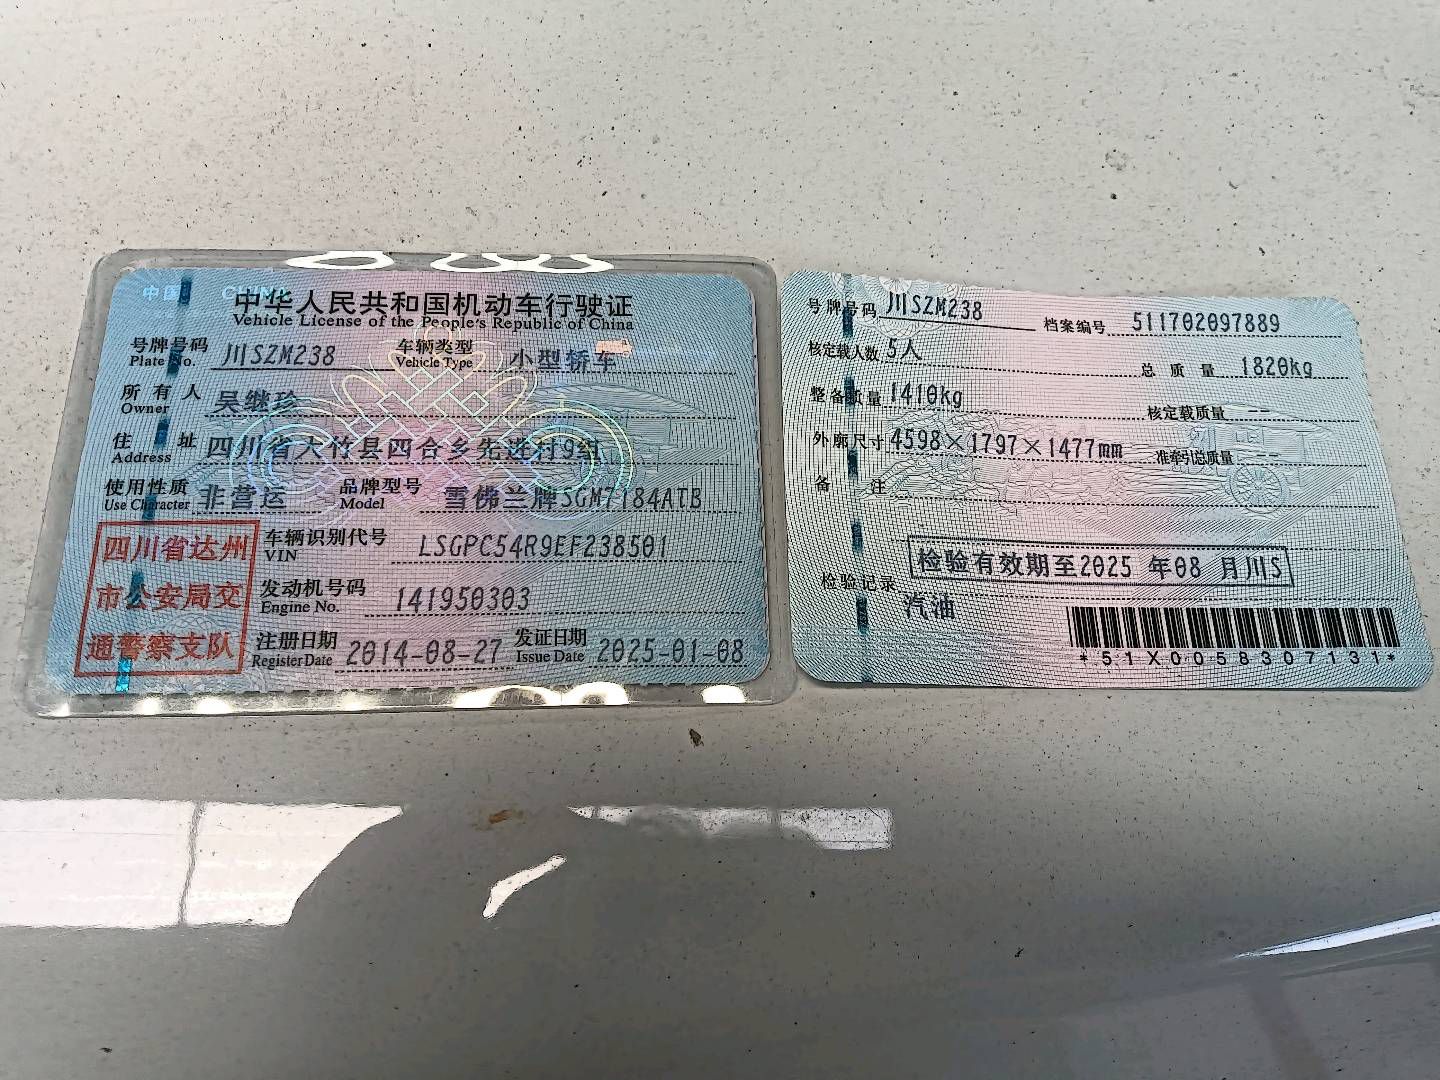 中国 CHINA
中华人民共和国机动车行驶证
Vehicle License of the People's Republic of China
号牌号码 川SZM238 车辆类型 小型轿车
Plate No. Vehicle Type
所有人 吴继珍
Owner
住址 四川省大竹县四合乡先进村9组
Address
使用性质 非营运 品牌型号 雪佛兰牌SGM7184ATB
Use Character Model
四川省达州
市公安局交
通警察支队
车辆识别代号 LSGPC54R9EF238501
VIN
发动机号码 141950303
Engine No.
注册日期 2014-08-27 发证日期 2025-01-08
Register Date Issue Date
号牌号码 川SZM238 档案编号 511702097889
核定载人数 5人 总质量 1820kg
整备质量 1410kg 核定载质量 --
外廓尺寸 4598×1797×1477mm 准牵引总质量 --
备注
检验记录 检验有效期至2025 年08 月川S
汽油
*51X0058307131*